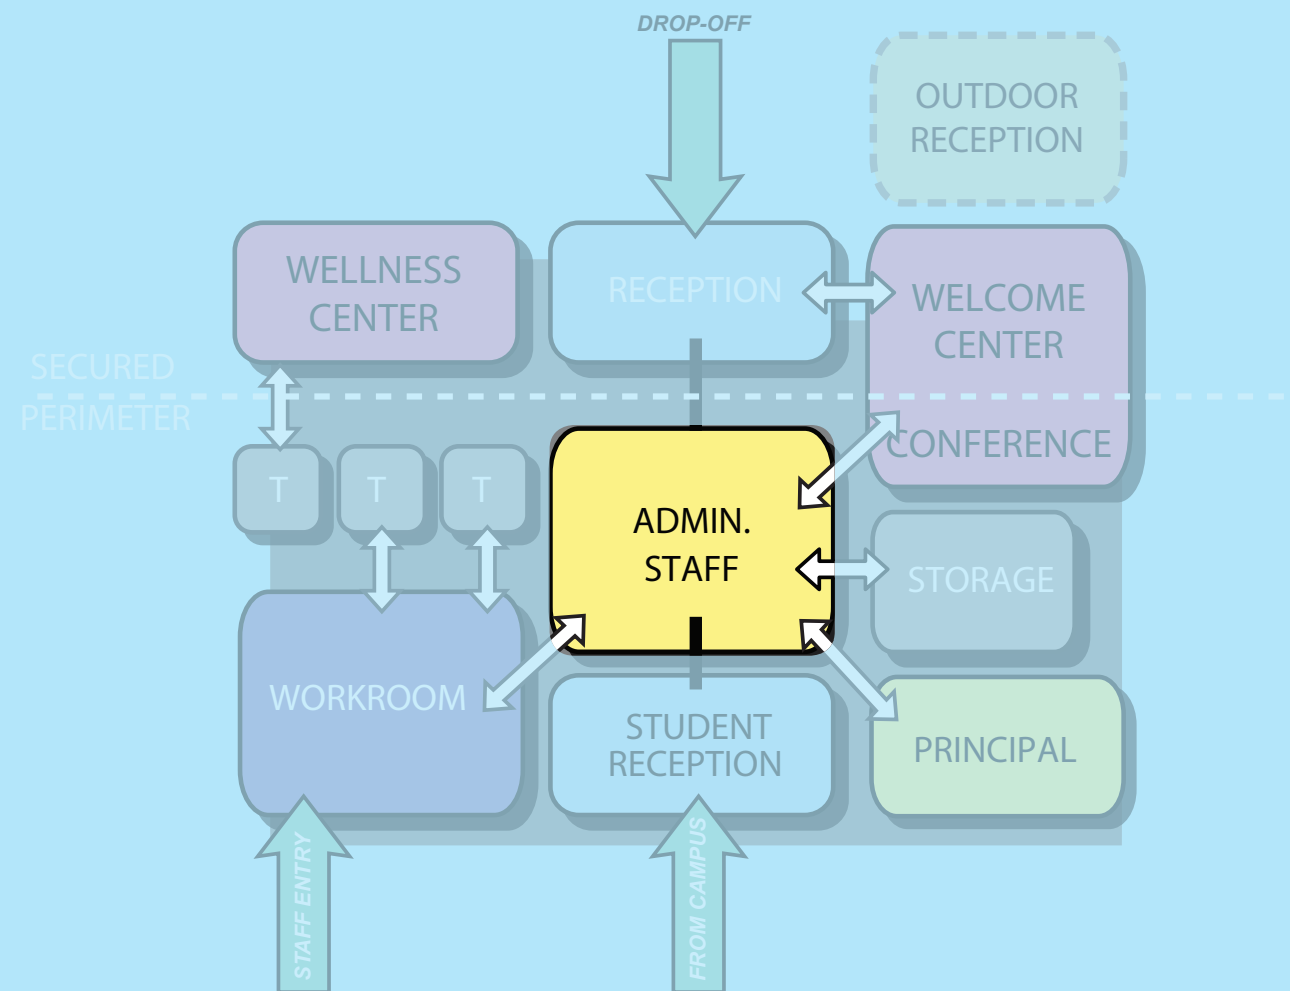 DROP-OFF
OUTDOOR
RECEPTION
WELLNESS
CENTER
RECEPTION
WELCOME
CENTER
SECURED
PERIMETER
CONFERENCE
T
T
T
ADMIN.
STAFF
STORAGE
WORKROOM
STUDENT
RECEPTION
PRINCIPAL
STAFF ENTRY
FROM CAMPUS